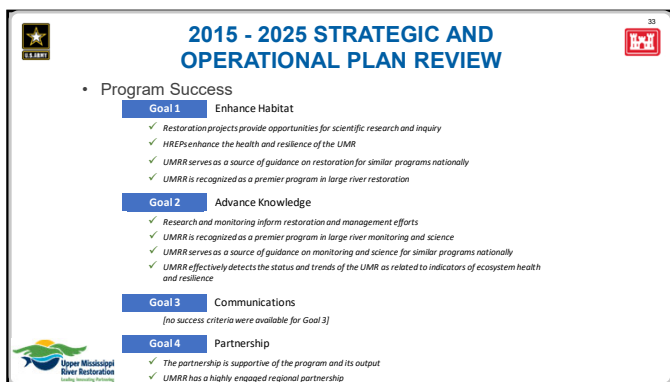 33
U.S. ARMY
2015 - 2025 STRATEGIC AND
OPERATIONAL PLAN REVIEW
• Program Success
Goal 1 Enhance Habitat
✓ Restoration projects provide opportunities for scientific research and inquiry
✓ HREPs enhance the health and resilience of the UMR
✓ UMRR serves as a source of guidance on restoration for similar programs nationally
✓ UMRR is recognized as a premier program in large river restoration
Goal 2 Advance Knowledge
✓ Research and monitoring inform restoration and management efforts
✓ UMRR is recognized as a premier program in large river monitoring and science
✓ UMRR serves as a source of guidance on monitoring and science for similar programs nationally
✓ UMRR effectively detects the status and trends of the UMR as related to indicators of ecosystem health
and resilience
Goal 3 Communications
[no success criteria were available for Goal 3]
Goal 4 Partnership
✓ The partnership is supportive of the program and its output
✓ UMRR has a highly engaged regional partnership
Upper Mississippi
River Restoration
Leading, Innovating, Partnering